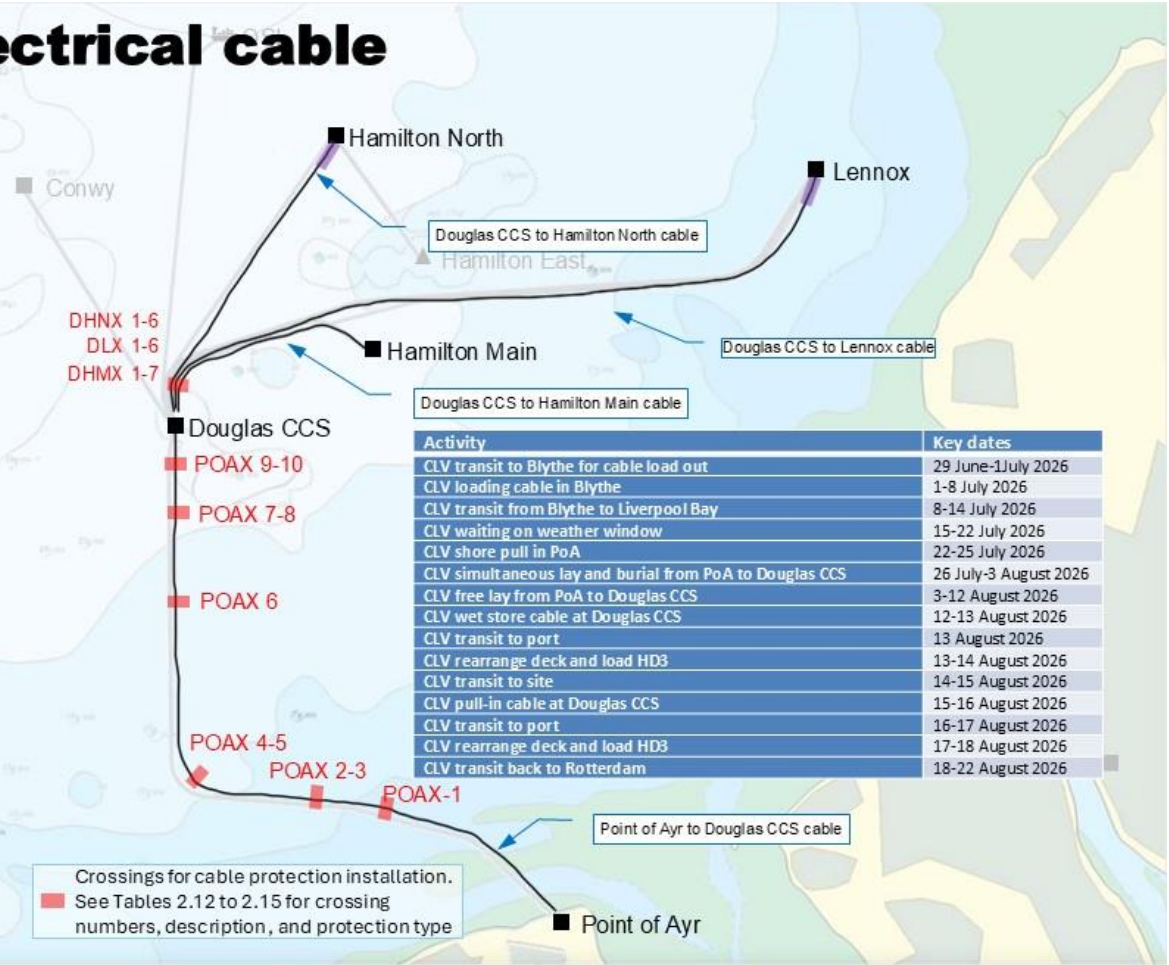 ectrical cable
OSI
Hamilton North
Conwy
Lennox
Douglas CCS to Hamilton North cable
Hamilton East
DHNX 1-6
DLX 1-6
DHMX 1-7
Hamilton Main
Douglas CCS to Lennox cable
Douglas CCS to Hamilton Main cable
Douglas CCS
POAX 9-10
POAX 7-8
POAX 6
POAX 4-5
POAX 2-3
POAX-1
Activity Key dates
CLV transit to Blythe for cable load out 29 June-1July 2026
CLV loading cable in Blythe 1-8 July 2026
CLV transit from Blythe to Liverpool Bay 8-14 July 2026
CLV waiting on weather window 15-22 July 2026
CLV shore pull in PoA 22-25 July 2026
CLV simultaneous lay and burial from PoA to Douglas CCS 26 July-3 August 2026
CLV free lay from PoA to Douglas CCS 3-12 August 2026
CLV wet store cable at Douglas CCS 12-13 August 2026
CLV transit to port 13 August 2026
CLV rearrange deck and load HD3 13-14 August 2026
CLV transit to site 14-15 August 2026
CLV pull-in cable at Douglas CCS 15-16 August 2026
CLV transit to port 16-17 August 2026
CLV rearrange deck and load HD3 17-18 August 2026
CLV transit back to Rotterdam 18-22 August 2026
Point of Ayr to Douglas CCS cable
Crossings for cable protection installation.
See Tables 2.12 to 2.15 for crossing
numbers, description, and protection type
Point of Ayr